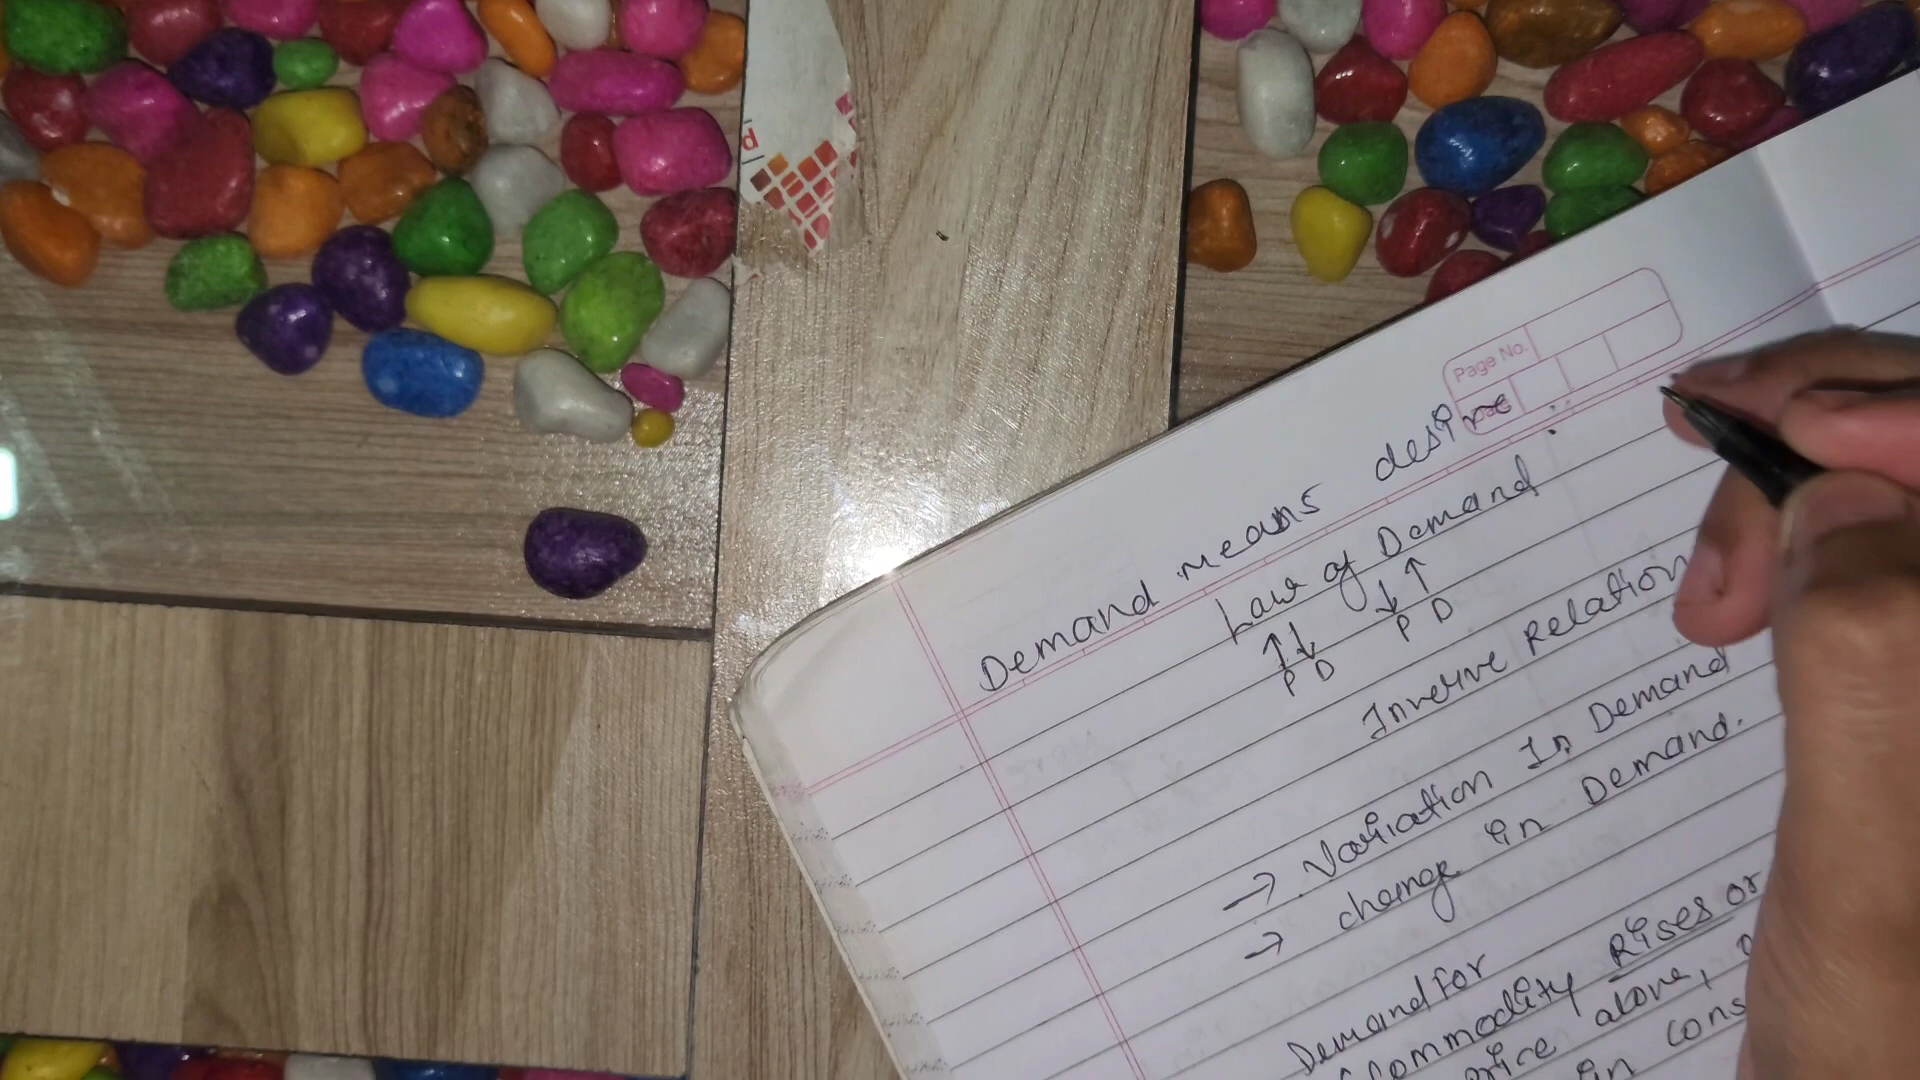 d
Page No.
Demand means desire
Law of Demand
↑↓ ↓↑
P D P D
Inverse Relation
→ Variation In Demand
→ change in Demand.
Demand for
commodity Rises or
price alone,
in cons